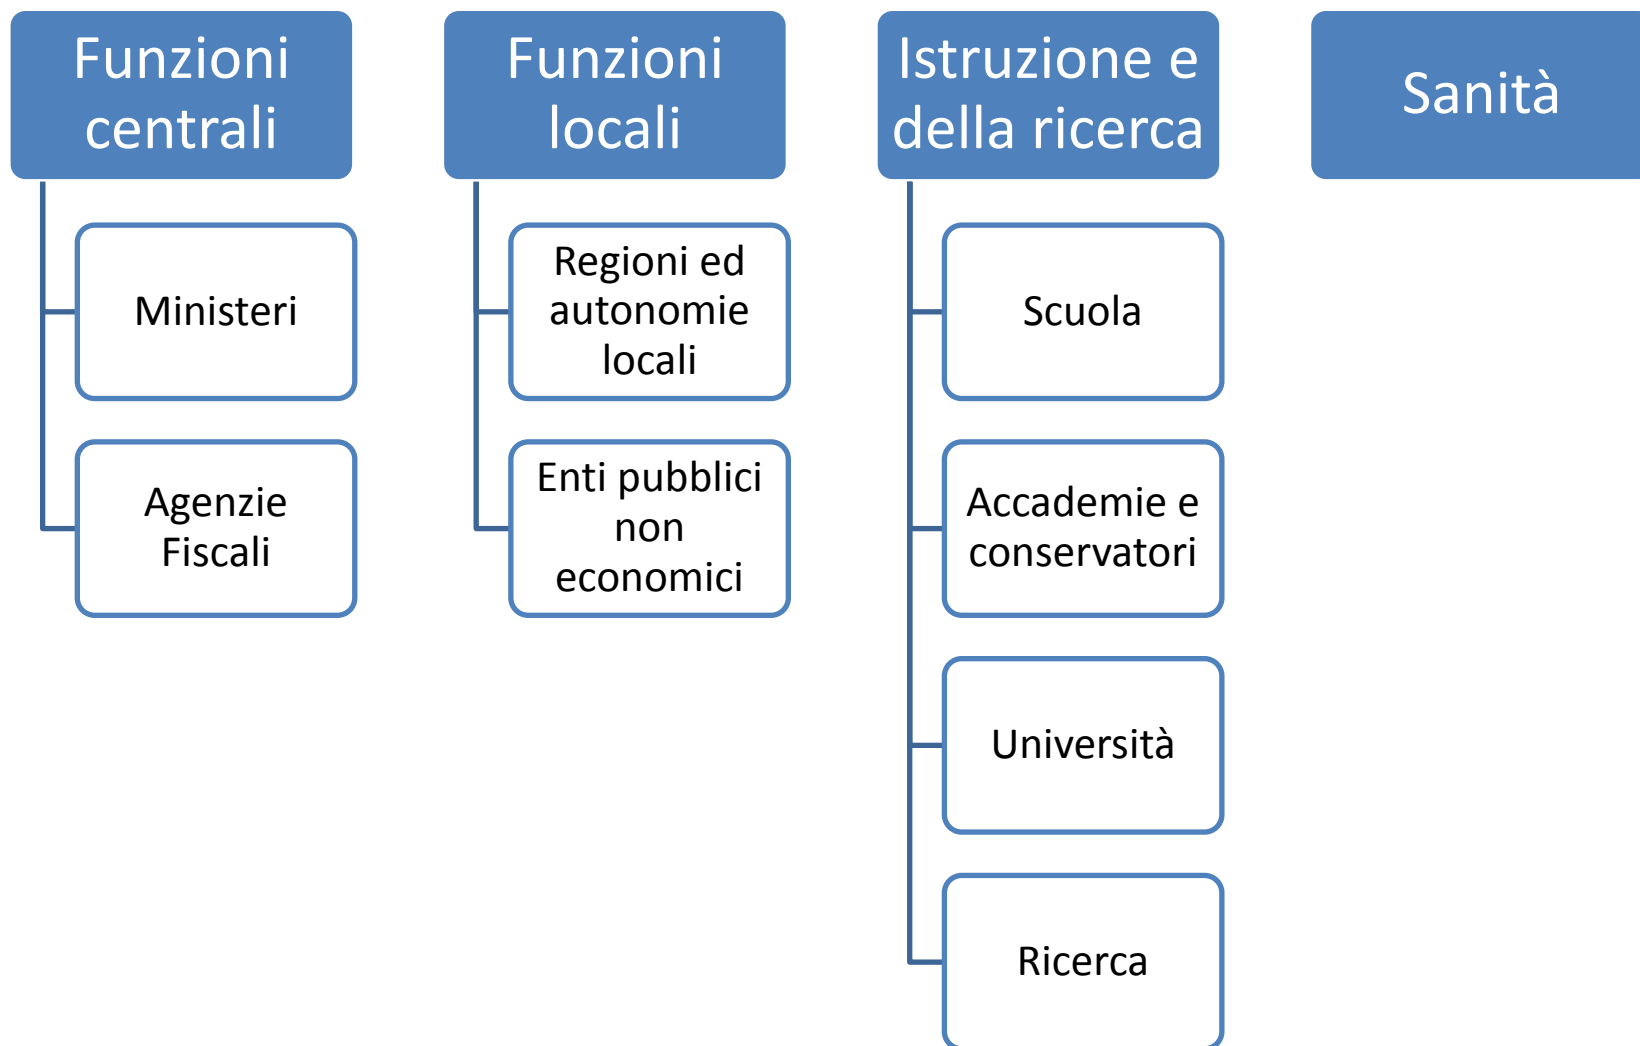 Funzioni
centrali
Ministeri
Agenzie
Fiscali
Funzioni
locali
Regioni ed
autonomie
locali
Enti pubblici
non
economici
Istruzione e
della ricerca
Scuola
Accademie e
conservatori
Università
Ricerca
Sanità